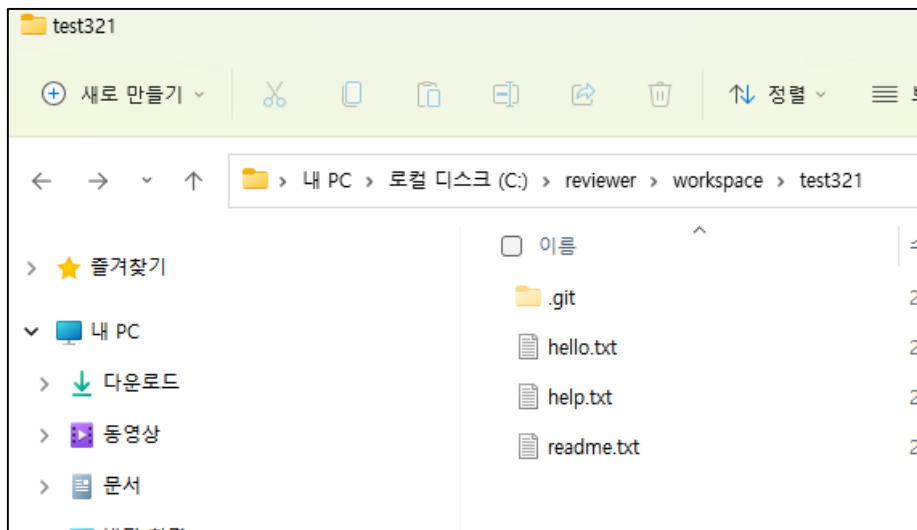 test321
새로 만들기
정렬
내 PC > 로컬 디스크 (C:) > reviewer > workspace > test321
이름
즐겨찾기
.git
내 PC
hello.txt
다운로드
help.txt
동영상
readme.txt
문서